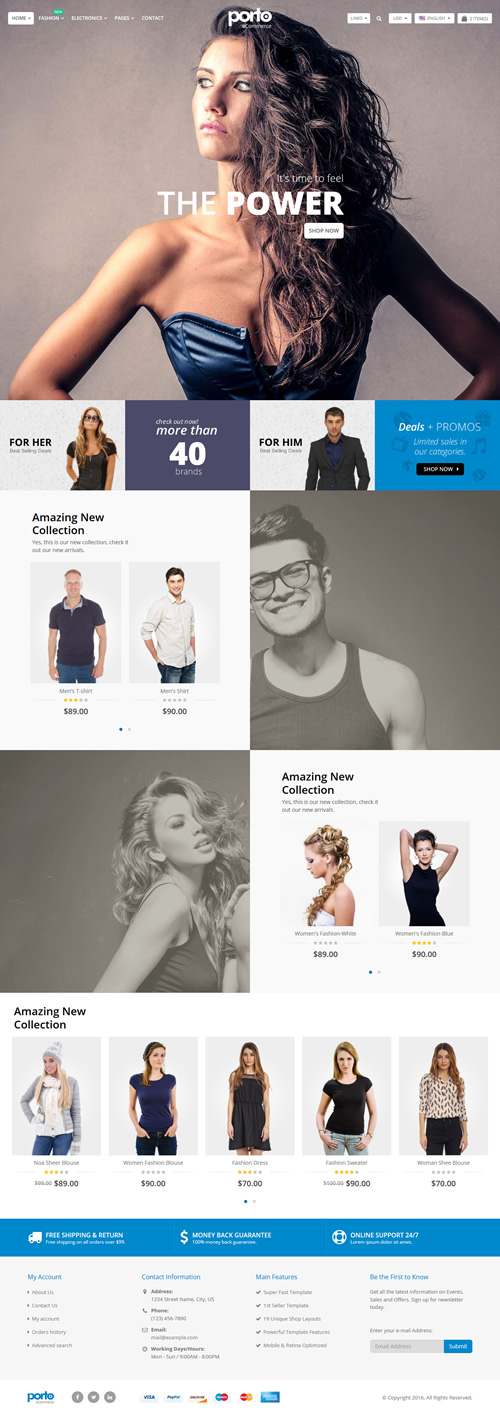 HOME
FASHION
NEW
ELECTRONICS
PAGES
CONTACT
porto
eCommerce
LINKS
USD
ENGLISH
2 ITEM(S)
It's time to feel
THE POWER
SHOP NOW
FOR HER
Beat Selling Deals
check out now!
more than
40
brands
FOR HIM
Beat Selling Deals
Deals + PROMOS
Limited sales in
our categories.
SHOP NOW
Amazing New
Collection
Yes, this is our new collection, check it
out our new arrivals.
Men's T-shirt
$89.00
Men's Shirt
$90.00
Amazing New
Collection
Yes, this is our new collection, check it
out our new arrivals.
Women's Fashion-White
$89.00
Women's Fashion-Blue
$90.00
Amazing New
Collection
Noa Sheer Blouse
$99.00 $89.00
Women Fashion Blouse
$90.00
Fashion Dress
$70.00
Fashion Sweater
$100.00 $90.00
Woman Shee Blouse
$70.00
FREE SHIPPING & RETURN
Free shipping on all orders over $99.
MONEY BACK GUARANTEE
100% money back guarantee.
ONLINE SUPPORT 24/7
Lorem ipsum dolor sit amet.
My Account
About Us
Contact Us
My account
Orders history
Advanced search
Contact Information
Address:
1234 Street Name, City, US
Phone:
(123) 456-7890
Email:
mail@example.com
Working Days/Hours:
Mon - Sun / 9:00AM - 8:00PM
Main Features
Super Fast Template
1st Seller Template
19 Unique Shop Layouts
Powerful Template Features
Mobile & Retina Optimized
Be the First to Know
Get all the latest information on Events,
Sales and Offers. Sign up for newsletter
today.
Enter your e-mail Address:
Email Address
Submit
porto
eCommerce
VISA
PayPal
DISCOVER
© Copyright 2016. All Rights Reserved.